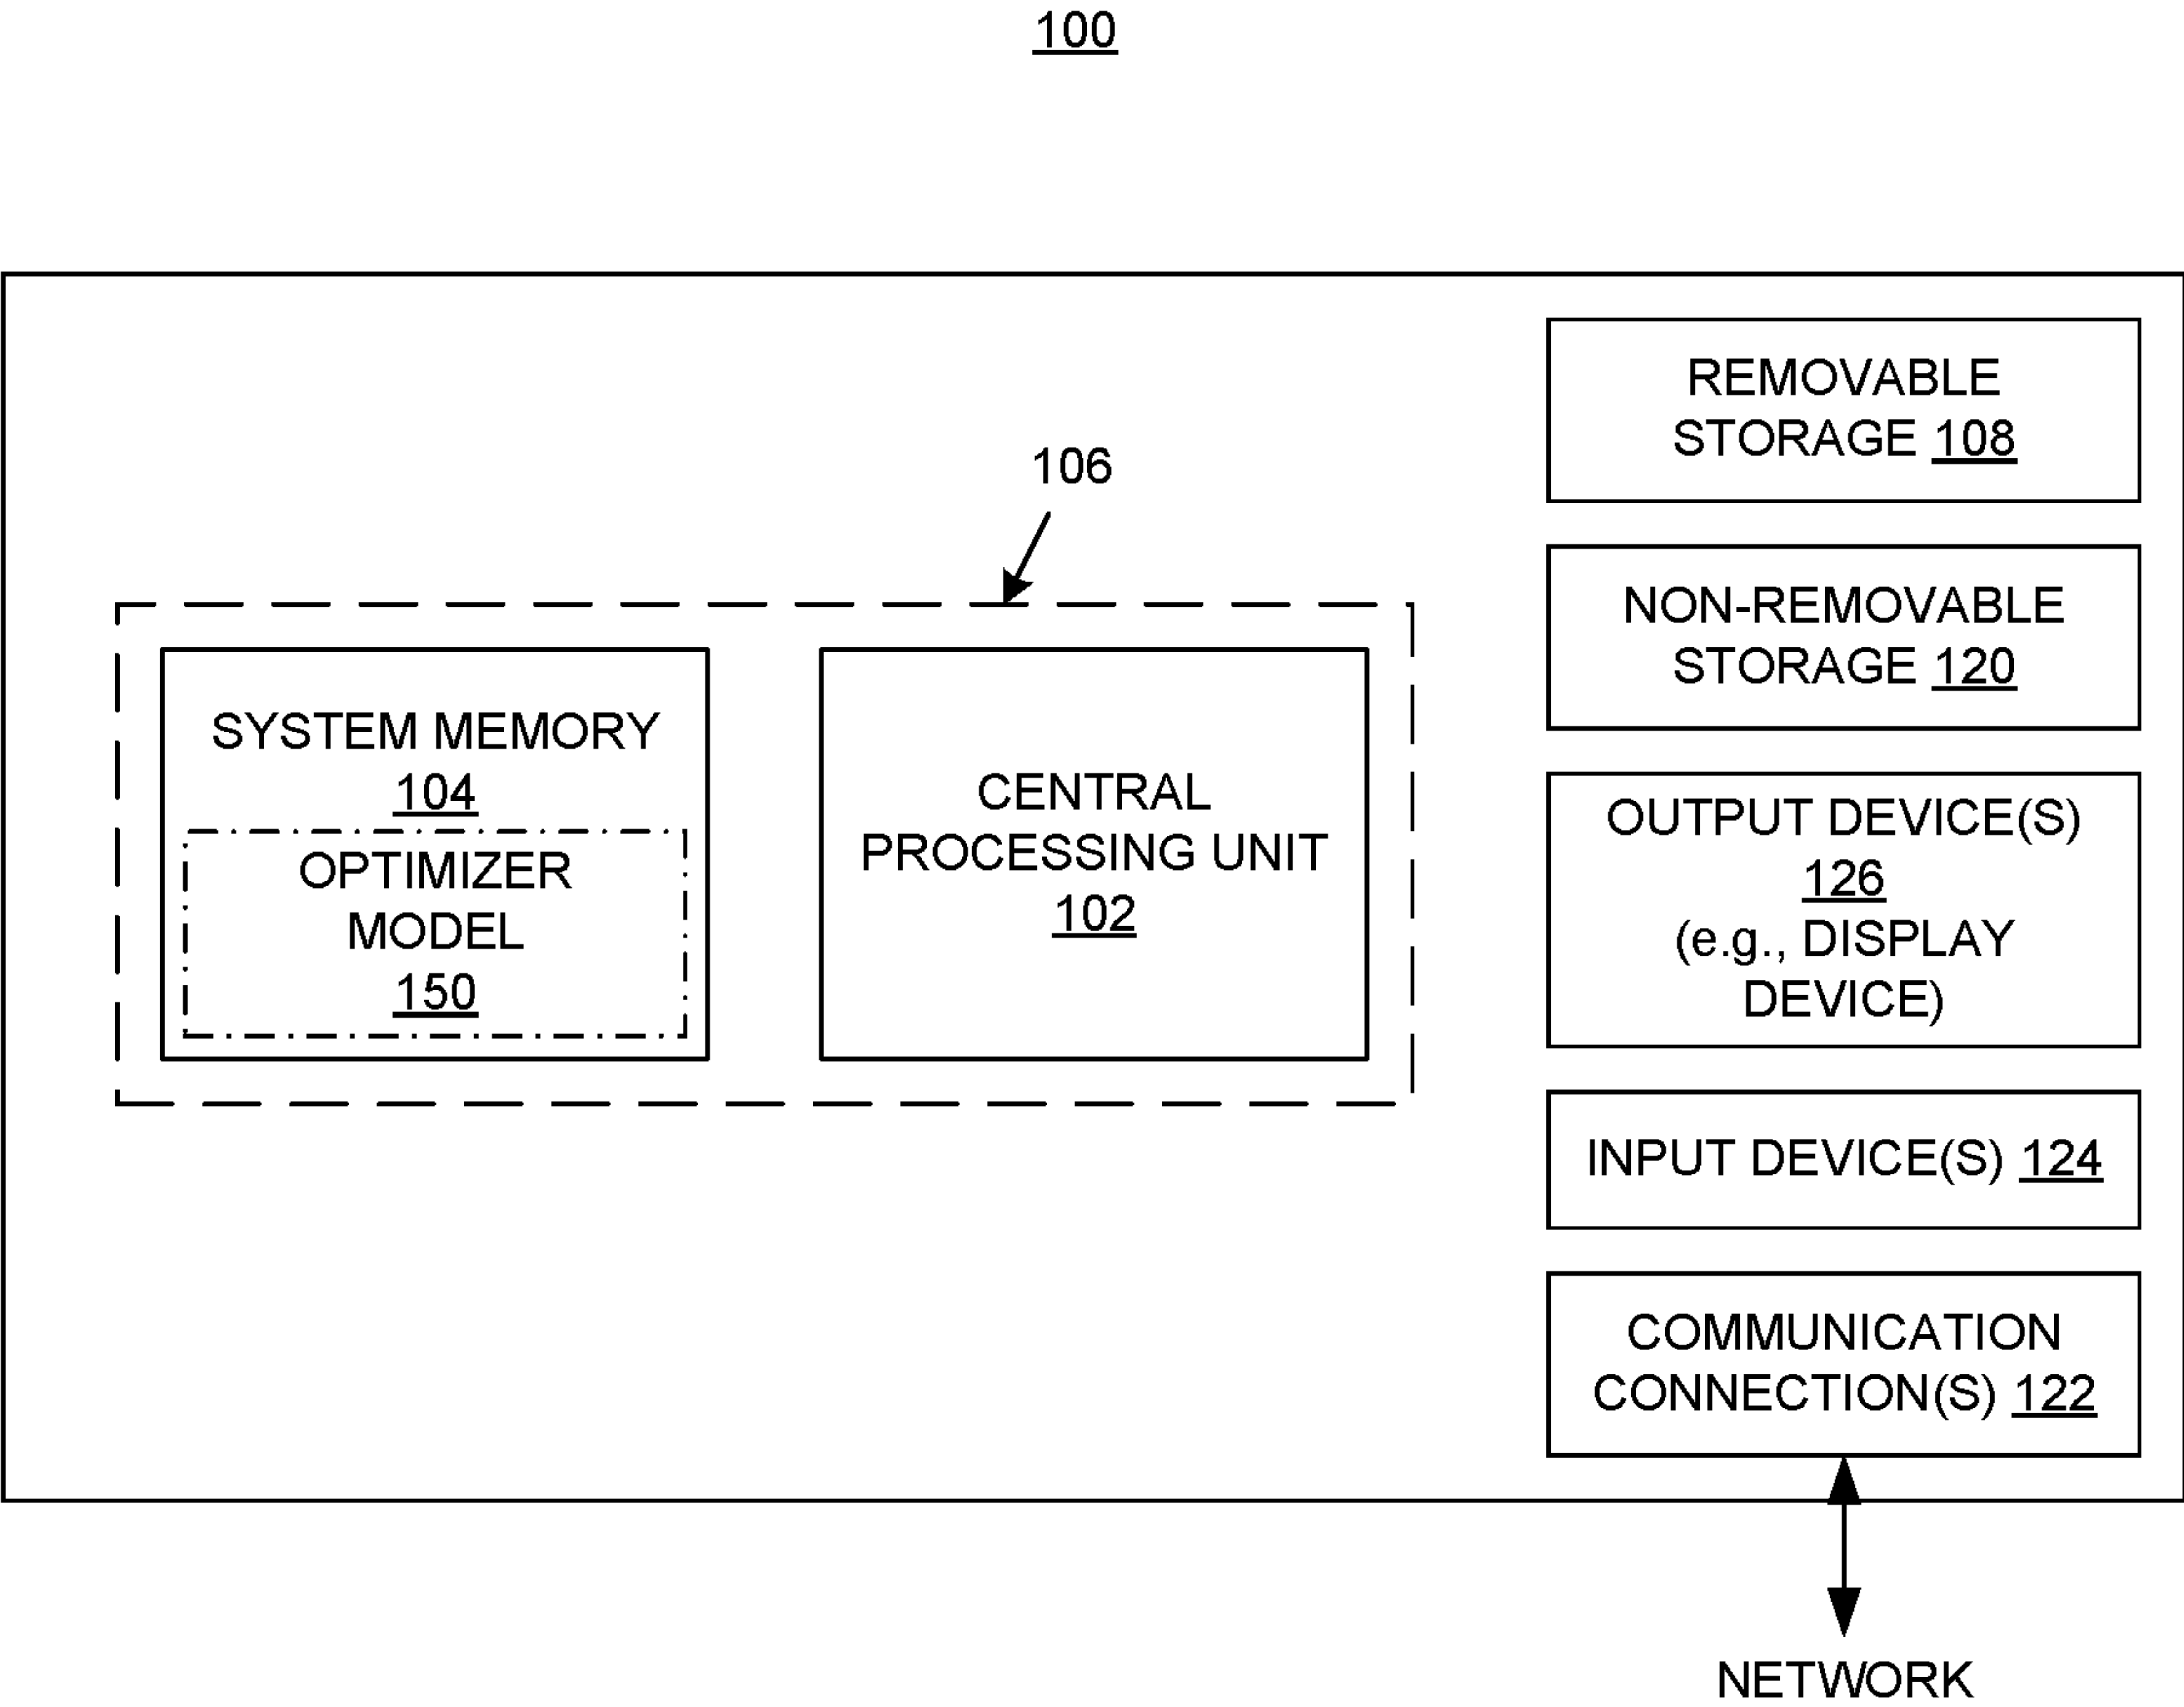 100
106
SYSTEM MEMORY
104
OPTIMIZER
MODEL
150
CENTRAL
PROCESSING UNIT
102
REMOVABLE
STORAGE 108
NON-REMOVABLE
STORAGE 120
OUTPUT DEVICE(S)
126
(e.g., DISPLAY
DEVICE)
INPUT DEVICE(S) 124
COMMUNICATION
CONNECTION(S) 122
NETWORK